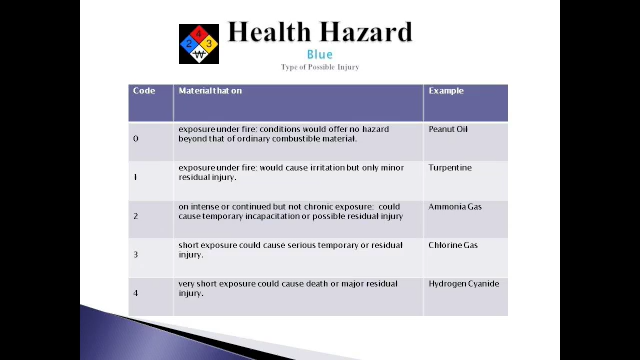 4
2 3
W
Health Hazard
Blue
Type of Possible Injury
Code Material that on Example
0 exposure under fire: conditions would offer no hazard
beyond that of ordinary combustible material. Peanut Oil
1 exposure under fire: would cause irritation but only minor
residual injury. Turpentine
2 on intense or continued but not chronic exposure: could
cause temporary incapacitation or possible residual injury Ammonia Gas
3 short exposure could cause serious temporary or residual
injury. Chlorine Gas
4 very short exposure could cause death or major residual
injury. Hydrogen Cyanide